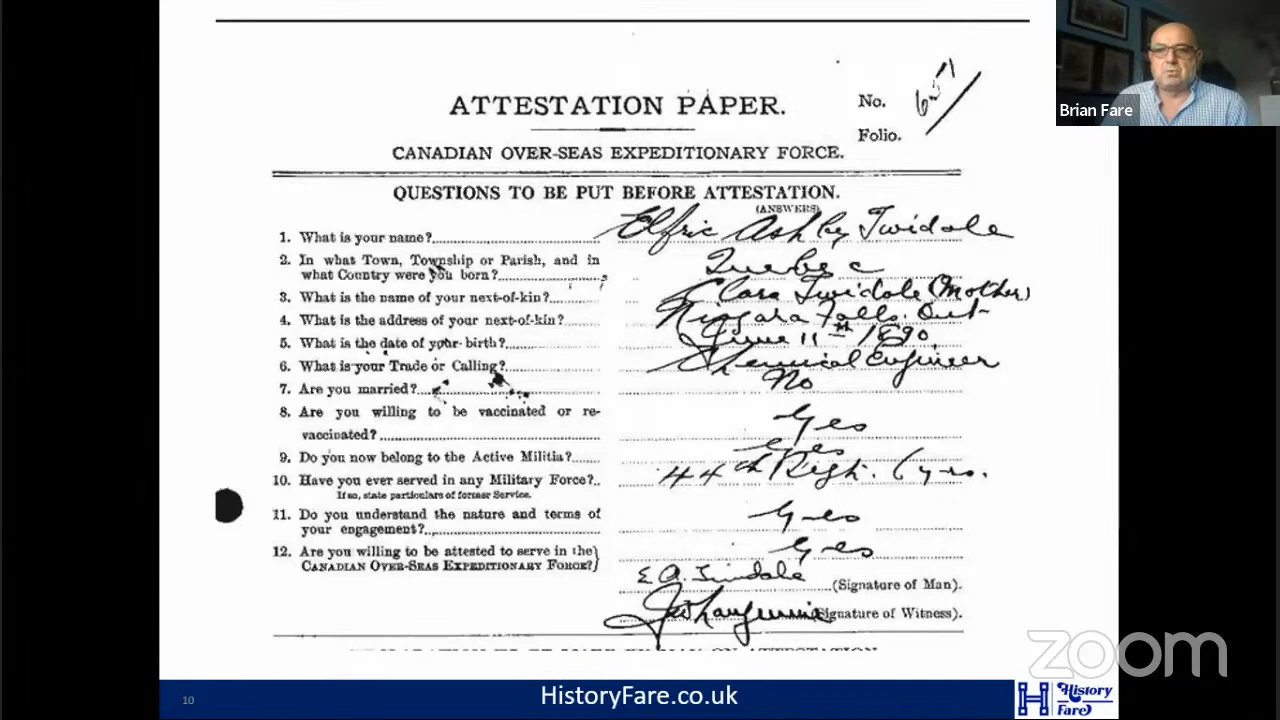 ATTESTATION PAPER.
No. 657
Folio.
CANADIAN OVER-SEAS EXPEDITIONARY FORCE.
QUESTIONS TO BE PUT BEFORE ATTESTATION.
(ANSWERS)
1. What is your name? Elfric Ashby Twidale
2. In what Town, Township or Parish, and in
what Country were you born? Quebec
3. What is the name of your next-of-kin? Clara Twidale (Mother)
4. What is the address of your next-of-kin? Niagara Falls. Ont
5. What is the date of your birth? June 11th 1890
6. What is your Trade or Calling? Chemical Engineer
7. Are you married? No
8. Are you willing to be vaccinated or re-
vaccinated? Yes
9. Do you now belong to the Active Militia? Yes
10. Have you ever served in any Military Force? 44th Regt. 6 yrs.
If so, state particulars of former Service.
11. Do you understand the nature and terms of
your engagement? Yes
12. Are you willing to be attested to serve in the
CANADIAN OVER-SEAS EXPEDITIONARY FORCE? Yes
E A Twidale (Signature of Man).
(Signature of Witness).
Brian Fare
zoom
10
HistoryFare.co.uk
H History
Fare